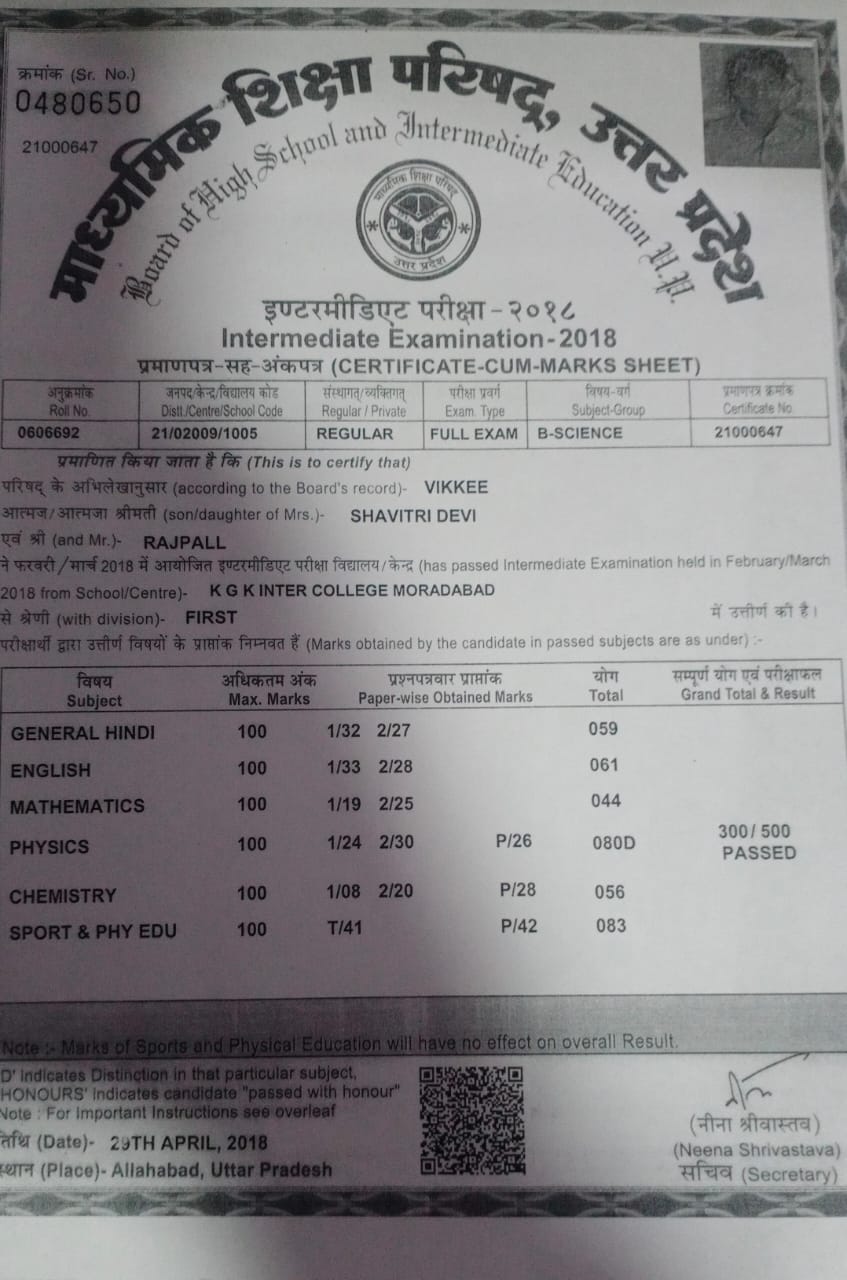 क्रमांक (Sr. No.)
0480650
21000647
माध्यमिक शिक्षा परिषद्, उत्तर प्रदेश
Board of High School and Intermediate Education U.P.
माध्यमिक शिक्षा परिषद्
उत्तर प्रदेश
इण्टरमीडिएट परीक्षा - २०१८
Intermediate Examination-2018
प्रमाणपत्र-सह-अंकपत्र (CERTIFICATE-CUM-MARKS SHEET)
अनुक्रमांक जनपद/केन्द्र/विद्यालय कोड संस्थागत्/व्यक्तिगत् परीक्षा प्रवर्ग विषय-वर्ग प्रमाणपत्र क्रमांक
Roll No. Distt./Centre/School Code Regular / Private Exam. Type Subject-Group Certificate No.
0606692 21/02009/1005 REGULAR FULL EXAM B-SCIENCE 21000647
प्रमाणित किया जाता है कि (This is to certify that)
परिषद् के अभिलेखानुसार (according to the Board's record)- VIKKEE
आत्मज/आत्मजा श्रीमती (son/daughter of Mrs.)- SHAVITRI DEVI
एवं श्री (and Mr.)- RAJPALL
ने फरवरी/मार्च 2018 में आयोजित इण्टरमीडिएट परीक्षा विद्यालय/केन्द्र (has passed Intermediate Examination held in February/March
2018 from School/Centre)- K G K INTER COLLEGE MORADABAD
से श्रेणी (with division)- FIRST में उत्तीर्ण की है।
परीक्षार्थी द्वारा उत्तीर्ण विषयों के प्राप्तांक निम्नवत हैं (Marks obtained by the candidate in passed subjects are as under) :-
विषय अधिकतम अंक प्रश्नपत्रवार प्राप्तांक योग सम्पूर्ण योग एवं परीक्षाफल
Subject Max. Marks Paper-wise Obtained Marks Total Grand Total & Result
GENERAL HINDI 100 1/32 2/27 059
ENGLISH 100 1/33 2/28 061
MATHEMATICS 100 1/19 2/25 044
PHYSICS 100 1/24 2/30 P/26 080D 300/ 500
PASSED
CHEMISTRY 100 1/08 2/20 P/28 056
SPORT & PHY EDU 100 T/41 P/42 083
Note :- Marks of Sports and Physical Education will have no effect on overall Result.
D' indicates Distinction in that particular subject,
HONOURS' indicates candidate "passed with honour"
Note : For Important Instructions see overleaf
तिथि (Date)- 29TH APRIL, 2018
स्थान (Place)- Allahabad, Uttar Pradesh
(नीना श्रीवास्तव)
(Neena Shrivastava)
सचिव (Secretary)